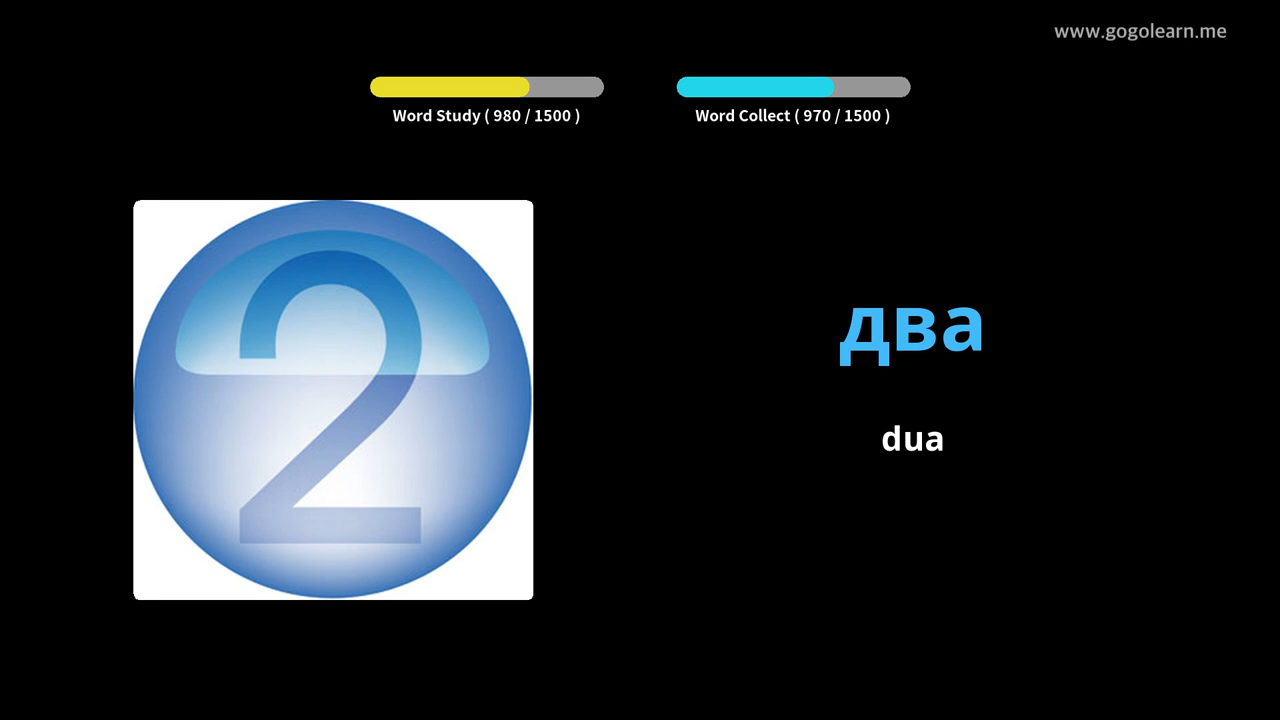 www.gogolearn.me
Word Study ( 980 / 1500 )
Word Collect ( 970 / 1500 )
2
два
dua